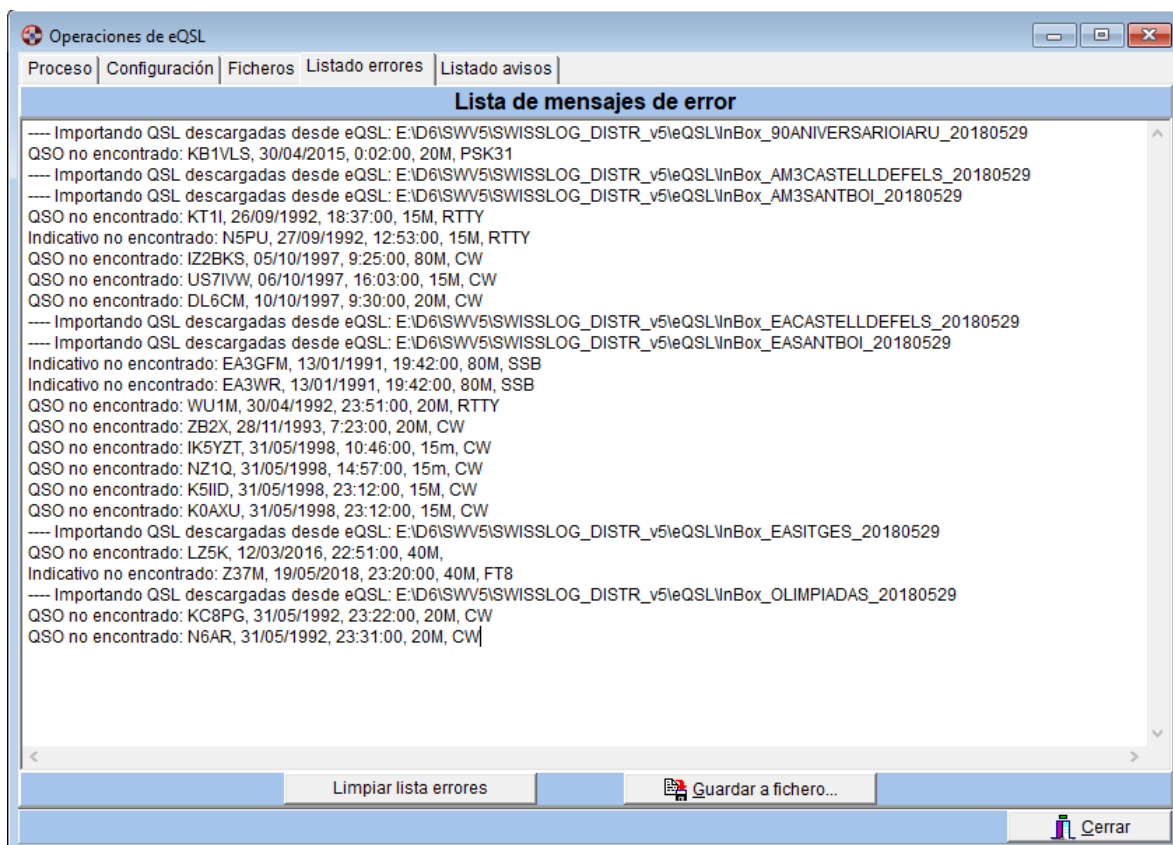 Operaciones de eQSL
Proceso Configuración Ficheros Listado errores Listado avisos
Lista de mensajes de error
---- Importando QSL descargadas desde eQSL: E:\D6\SWV5\SWISSLOG_DISTR_v5\eQSL\InBox_90ANIVERSARIOIARU_20180529
QSO no encontrado: KB1VLS, 30/04/2015, 0:02:00, 20M, PSK31
---- Importando QSL descargadas desde eQSL: E:\D6\SWV5\SWISSLOG_DISTR_v5\eQSL\InBox_AM3CASTELLDEFELS_20180529
---- Importando QSL descargadas desde eQSL: E:\D6\SWV5\SWISSLOG_DISTR_v5\eQSL\InBox_AM3SANTBOI_20180529
QSO no encontrado: KT1I, 26/09/1992, 18:37:00, 15M, RTTY
Indicativo no encontrado: N5PU, 27/09/1992, 12:53:00, 15M, RTTY
QSO no encontrado: IZ2BKS, 05/10/1997, 9:25:00, 80M, CW
QSO no encontrado: US7IVW, 06/10/1997, 16:03:00, 15M, CW
QSO no encontrado: DL6CM, 10/10/1997, 9:30:00, 20M, CW
---- Importando QSL descargadas desde eQSL: E:\D6\SWV5\SWISSLOG_DISTR_v5\eQSL\InBox_EACASTELLDEFELS_20180529
---- Importando QSL descargadas desde eQSL: E:\D6\SWV5\SWISSLOG_DISTR_v5\eQSL\InBox_EASANTBOI_20180529
Indicativo no encontrado: EA3GFM, 13/01/1991, 19:42:00, 80M, SSB
Indicativo no encontrado: EA3WR, 13/01/1991, 19:42:00, 80M, SSB
QSO no encontrado: WU1M, 30/04/1992, 23:51:00, 20M, RTTY
QSO no encontrado: ZB2X, 28/11/1993, 7:23:00, 20M, CW
QSO no encontrado: IK5YZT, 31/05/1998, 10:46:00, 15m, CW
QSO no encontrado: NZ1Q, 31/05/1998, 14:57:00, 15m, CW
QSO no encontrado: K5IID, 31/05/1998, 23:12:00, 15M, CW
QSO no encontrado: K0AXU, 31/05/1998, 23:12:00, 15M, CW
---- Importando QSL descargadas desde eQSL: E:\D6\SWV5\SWISSLOG_DISTR_v5\eQSL\InBox_EASITGES_20180529
QSO no encontrado: LZ5K, 12/03/2016, 22:51:00, 40M,
Indicativo no encontrado: Z37M, 19/05/2018, 23:20:00, 40M, FT8
---- Importando QSL descargadas desde eQSL: E:\D6\SWV5\SWISSLOG_DISTR_v5\eQSL\InBox_OLIMPIADAS_20180529
QSO no encontrado: KC8PG, 31/05/1992, 23:22:00, 20M, CW
QSO no encontrado: N6AR, 31/05/1992, 23:31:00, 20M, CW
Limpiar lista errores Guardar a fichero...
Cerrar